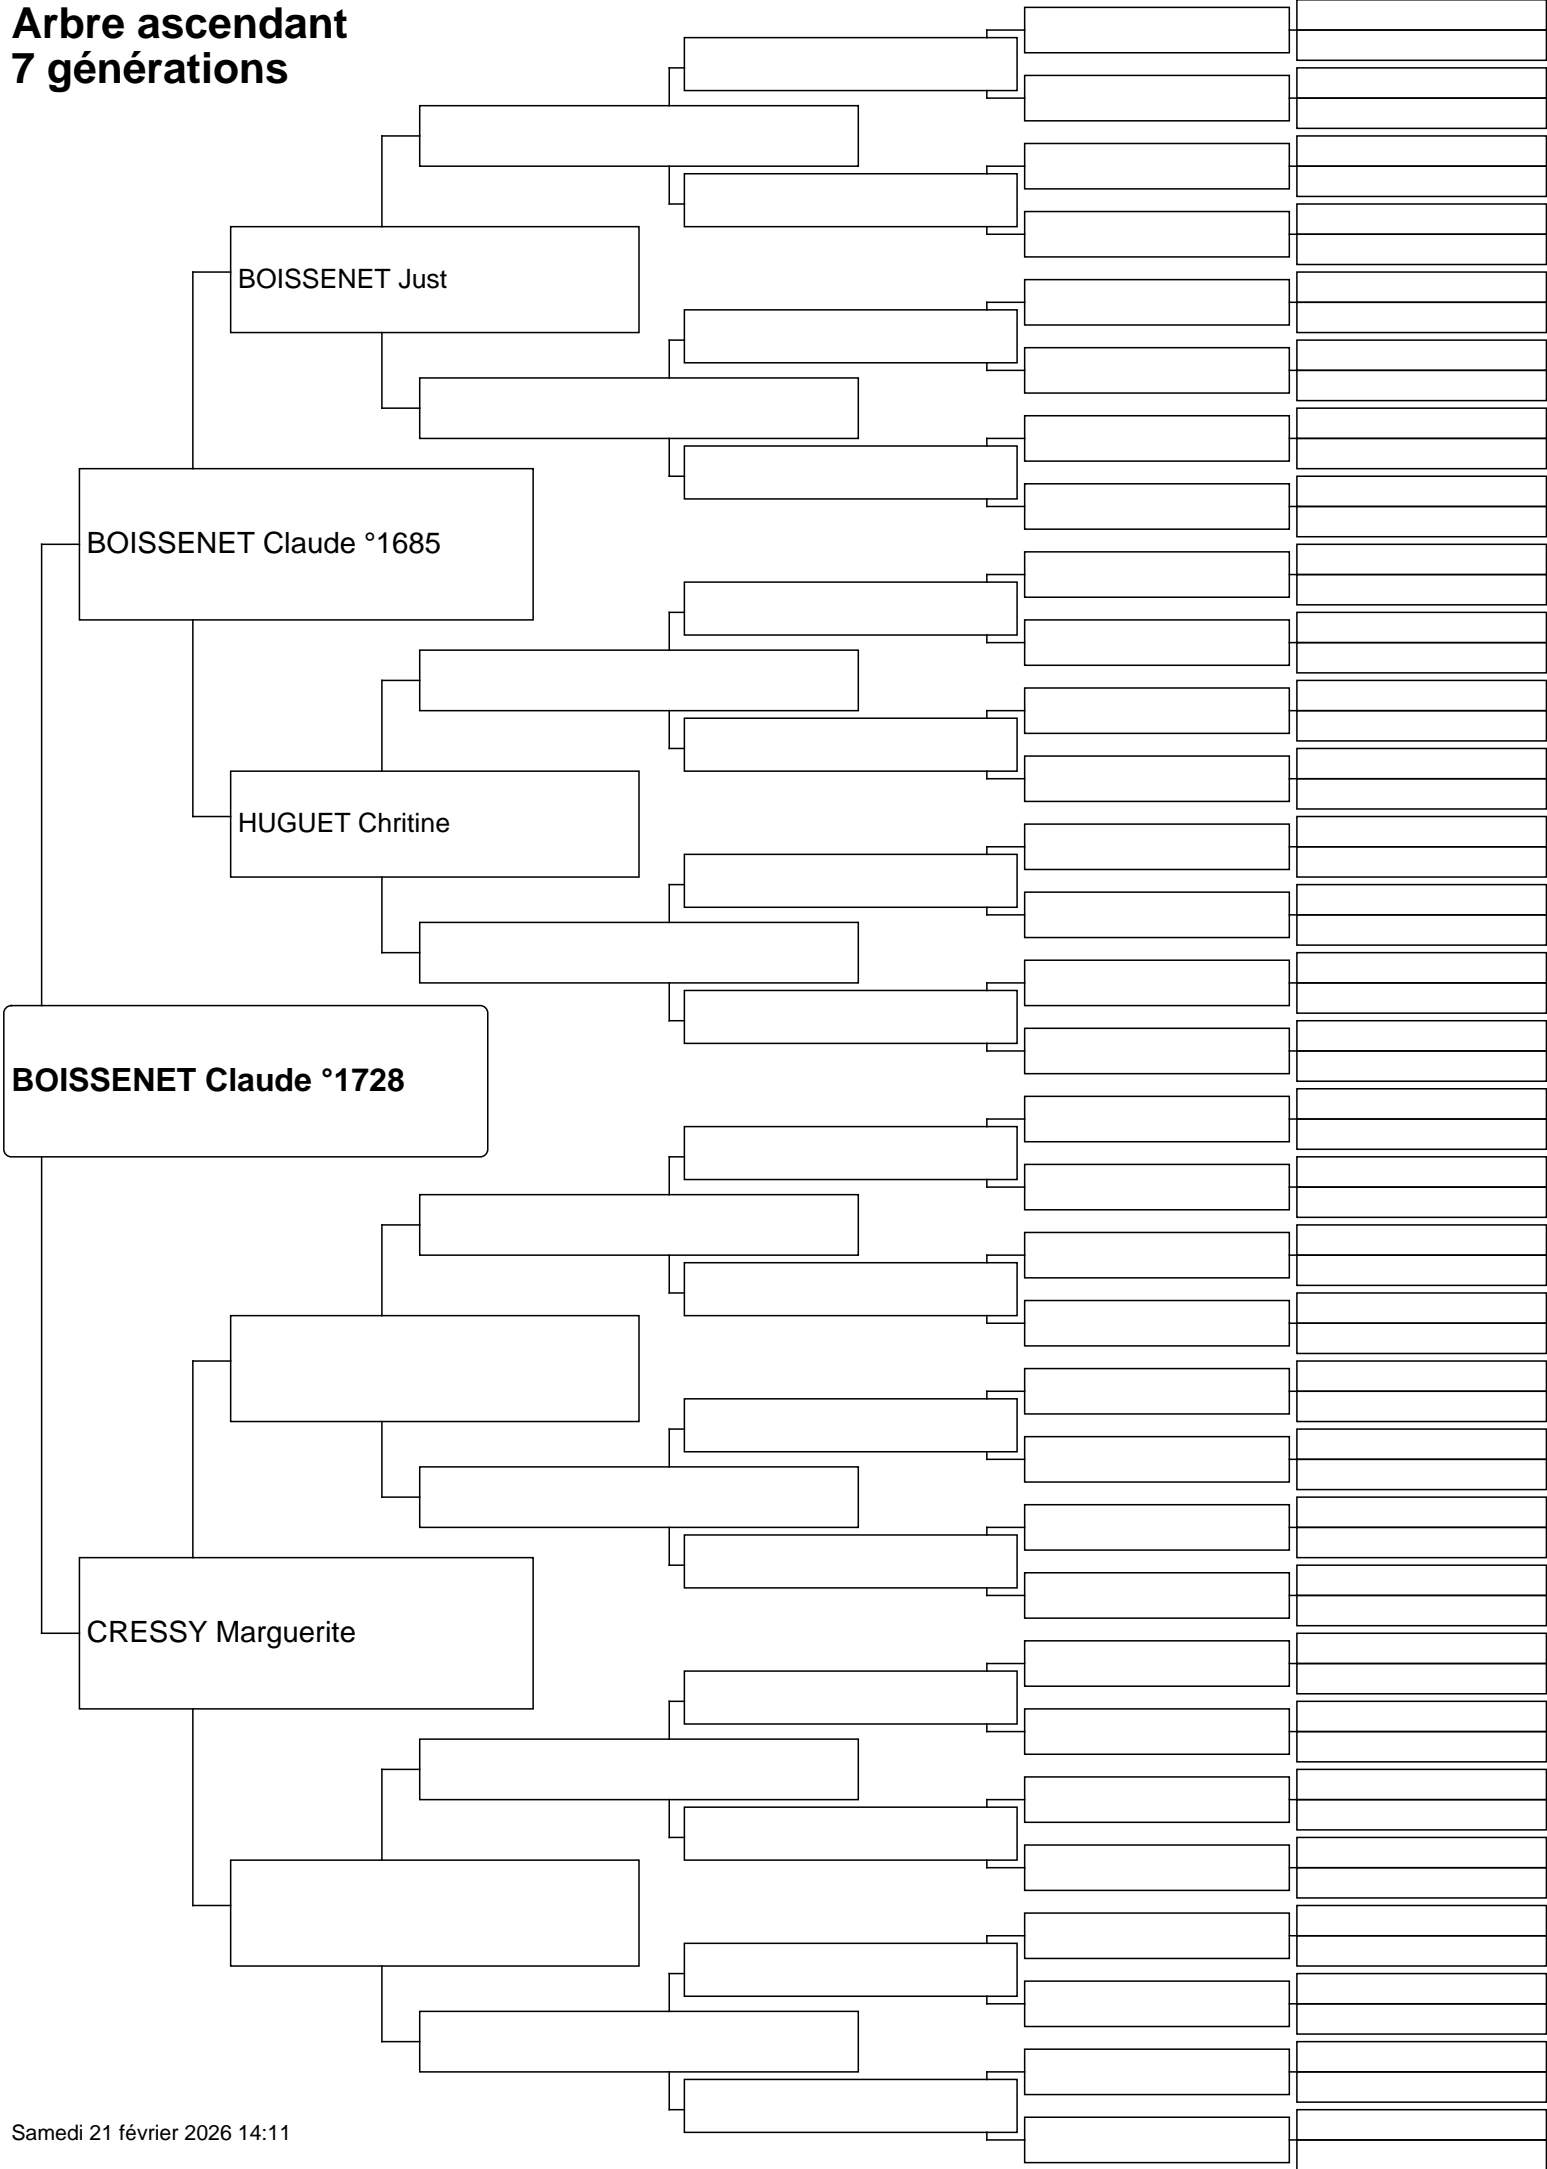 Arbre ascendant
7 générations
BOISSENET Just
BOISSENET Claude °1685
HUGUET Chritine
BOISSENET Claude °1728
CRESSY Marguerite
Samedi 21 février 2026 14:11